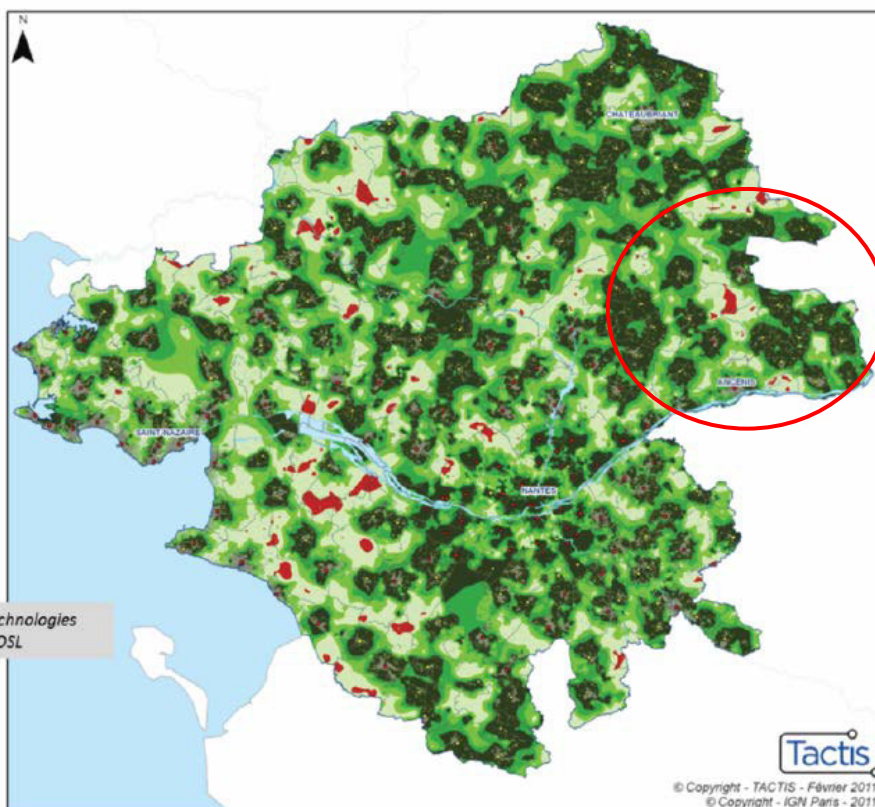 N
CHATEAUBRIANT
ANCENIS
SAINT-NAZAIRE
NANTES
chnologies
DSL
Tactis
© Copyright - TACTIS - Février 2011
© Copyright - IGN Paris - 2011